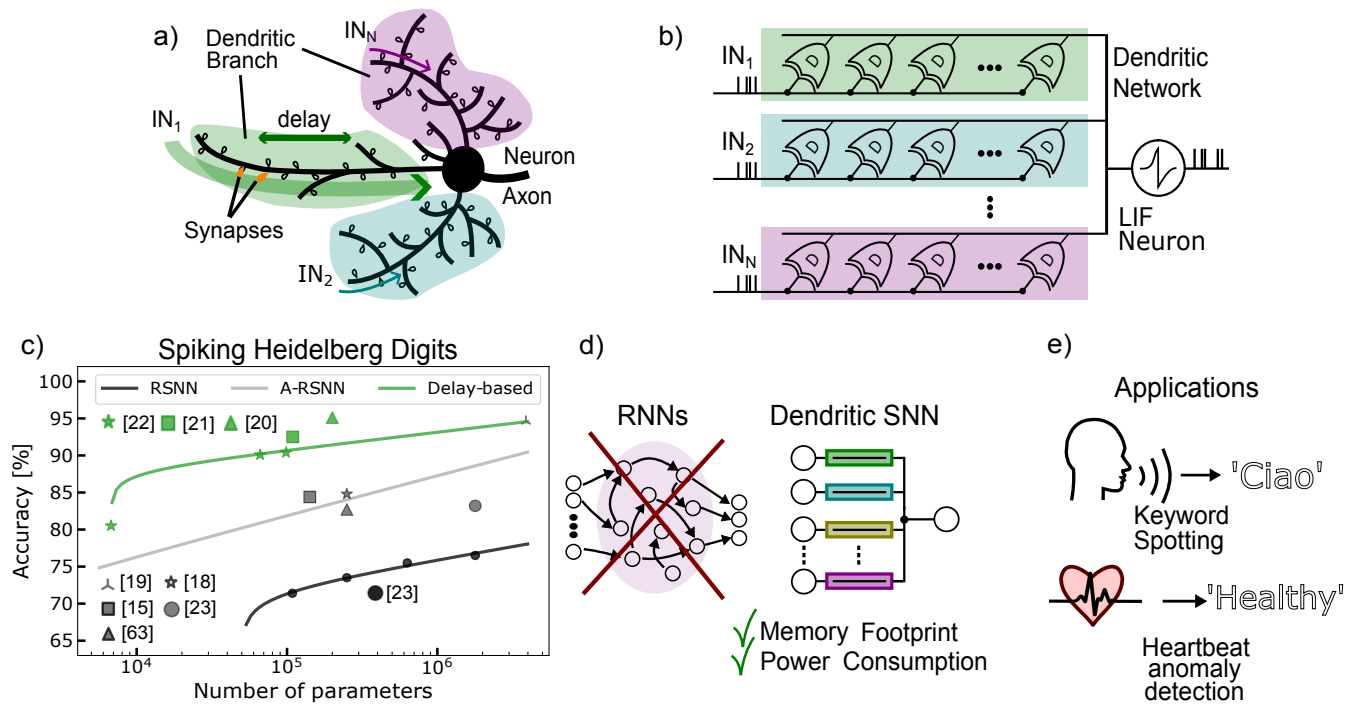 a)
Dendritic
Branch
IN_N
IN_1
delay
Neuron
Axon
Synapses
IN_2
b)
IN_1
D D D ••• D
Dendritic
Network
IN_2
D D D ••• D
LIF
Neuron
IN_N
D D D ••• D
c)
Spiking Heidelberg Digits
RSNN A-RSNN Delay-based
[22] [21] [20]
[19] [18]
[15] [23]
[63]
[23]
Accuracy [%]
100
95
90
85
80
75
70
65
10^4 10^5 10^6
Number of parameters
d)
RNNs
Dendritic SNN
Memory Footprint
Power Consumption
e)
Applications
'Ciao'
Keyword
Spotting
'Healthy'
Heartbeat
anomaly
detection